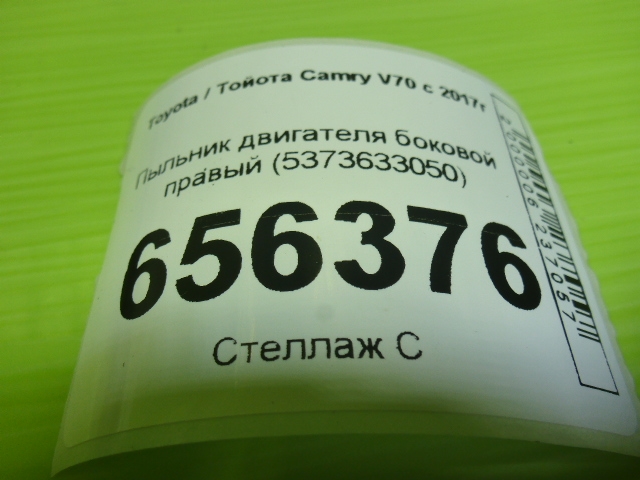 Toyota / Тойота Camry V70 с 2017г
Пыльник двигателя боковой
правый (5373633050)
656376
Стеллаж С